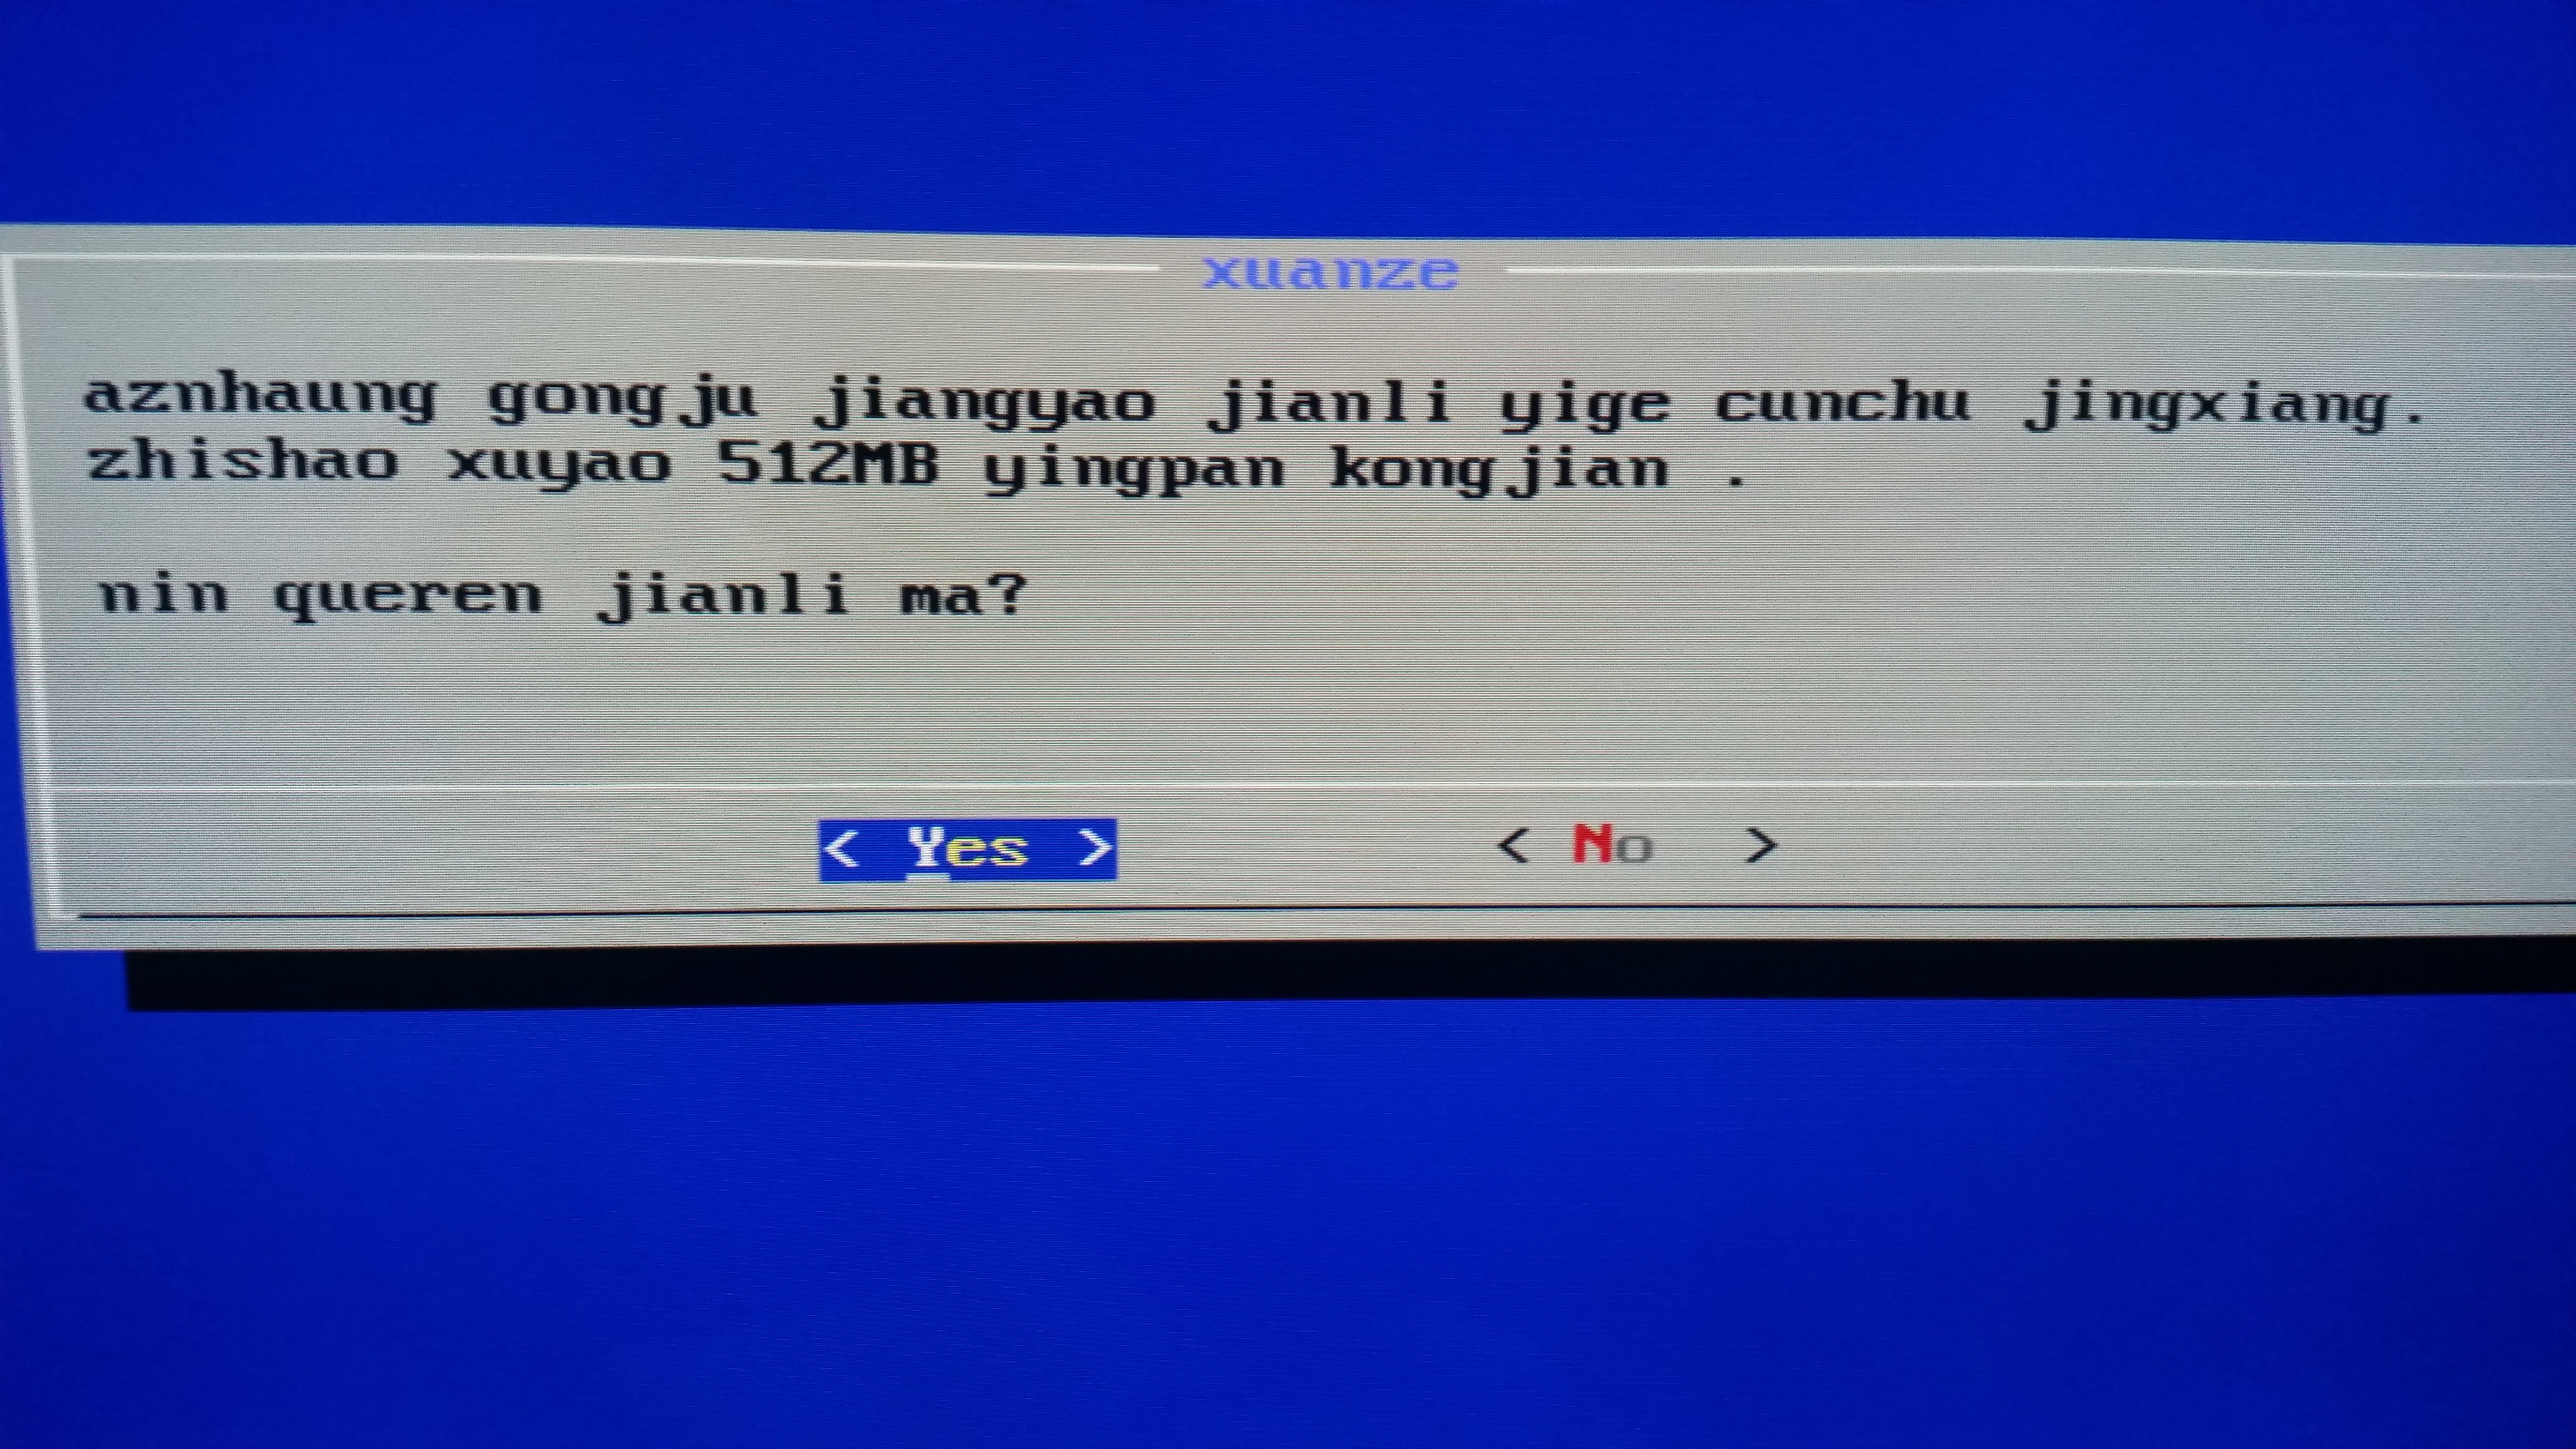 xuanze
aznhaung gongju jiangyao jianli yige cunchu jingxiang.
zhishao xuyao 512MB yingpan kongjian .
nin queren jianli ma?
< Yes > < No >